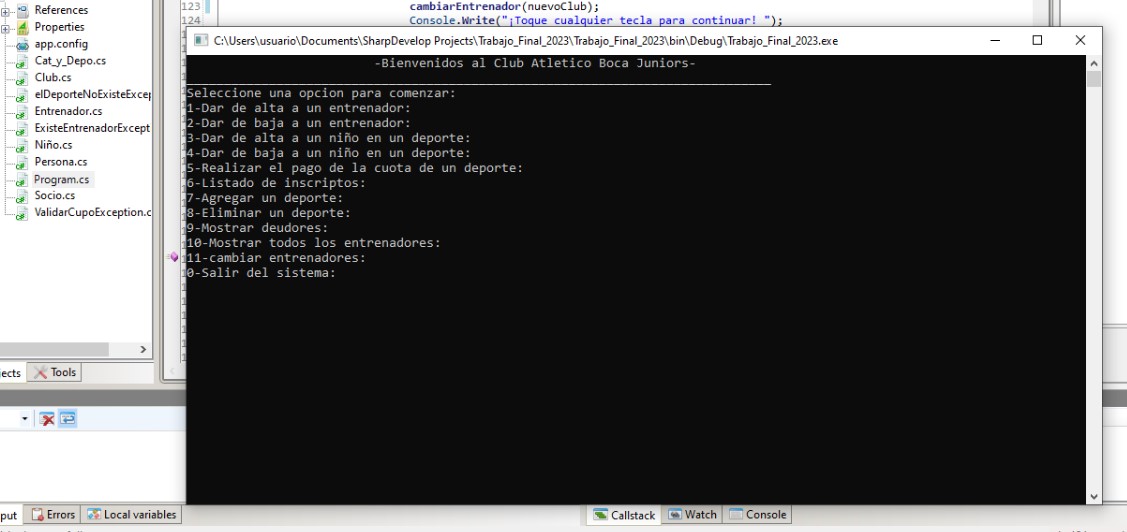 References
Properties
app.config
Cat_y_Depo.cs
Club.cs
elDeporteNoExisteExcep
Entrenador.cs
ExisteEntrenadorExcept
Niño.cs
Persona.cs
Program.cs
Socio.cs
ValidarCupoException.c
ects
Tools
123
cambiarEntrenador(nuevoClub);
124
Console.Write("¡Toque cualquier tecla para continuar! ");
C:\Users\usuario\Documents\SharpDevelop Projects\Trabajo_Final_2023\Trabajo_Final_2023\bin\Debug\Trabajo_Final_2023.exe
-Bienvenidos al Club Atletico Boca Juniors-
Seleccione una opcion para comenzar:
1-Dar de alta a un entrenador:
2-Dar de baja a un entrenador:
3-Dar de alta a un niño en un deporte:
4-Dar de baja a un niño en un deporte:
5-Realizar el pago de la cuota de un deporte:
6-Listado de inscriptos:
7-Agregar un deporte:
8-Eliminar un deporte:
9-Mostrar deudores:
10-Mostrar todos los entrenadores:
11-cambiar entrenadores:
0-Salir del sistema:
put
Errors
Local variables
Callstack
Watch
Console